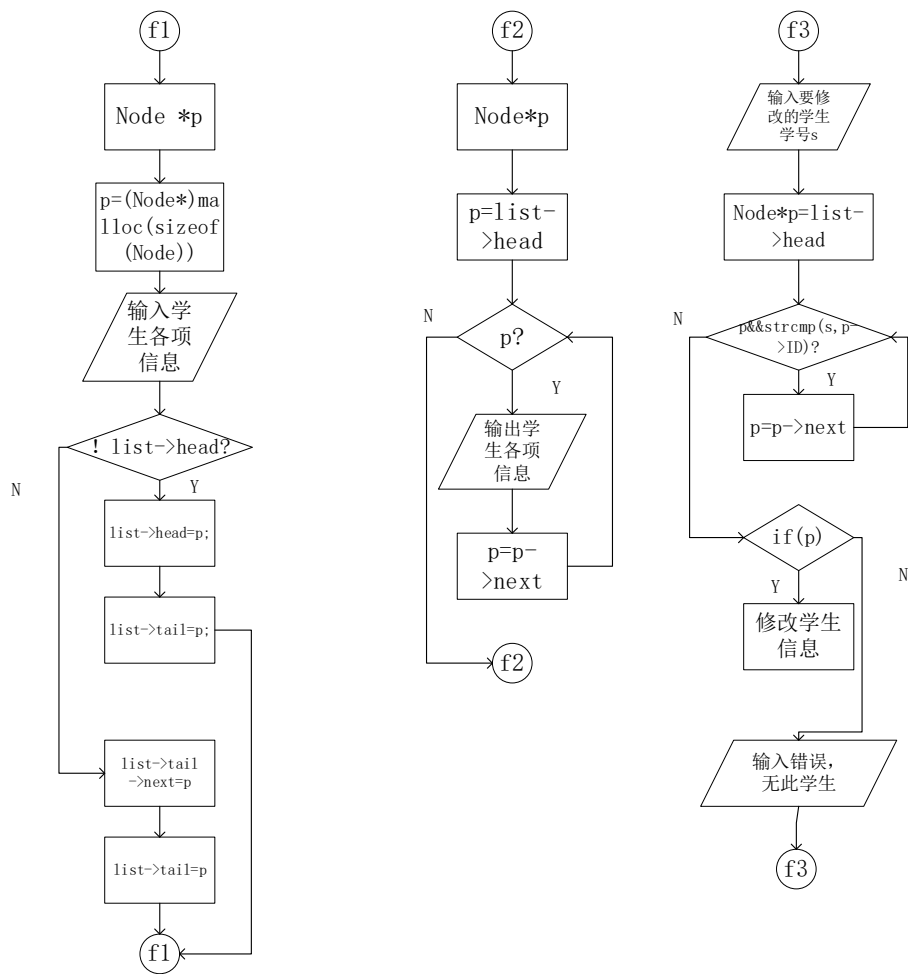 f1
Node *p
p=(Node*)ma
lloc(sizeof
(Node))
输入学
生各项
信息
! list->head?
N
Y
list->head=p;
list->tail=p;
list->tail
->next=p
list->tail=p
f1
f2
Node*p
p=list-
>head
N
p?
Y
输出学
生各项
信息
p=p-
>next
f2
f3
输入要修
改的学生
学号s
Node*p=list-
>head
N
p&&strcmp(s,p-
>ID)?
Y
p=p->next
if(p)
N
Y
修改学生
信息
输入错误，
无此学生
f3